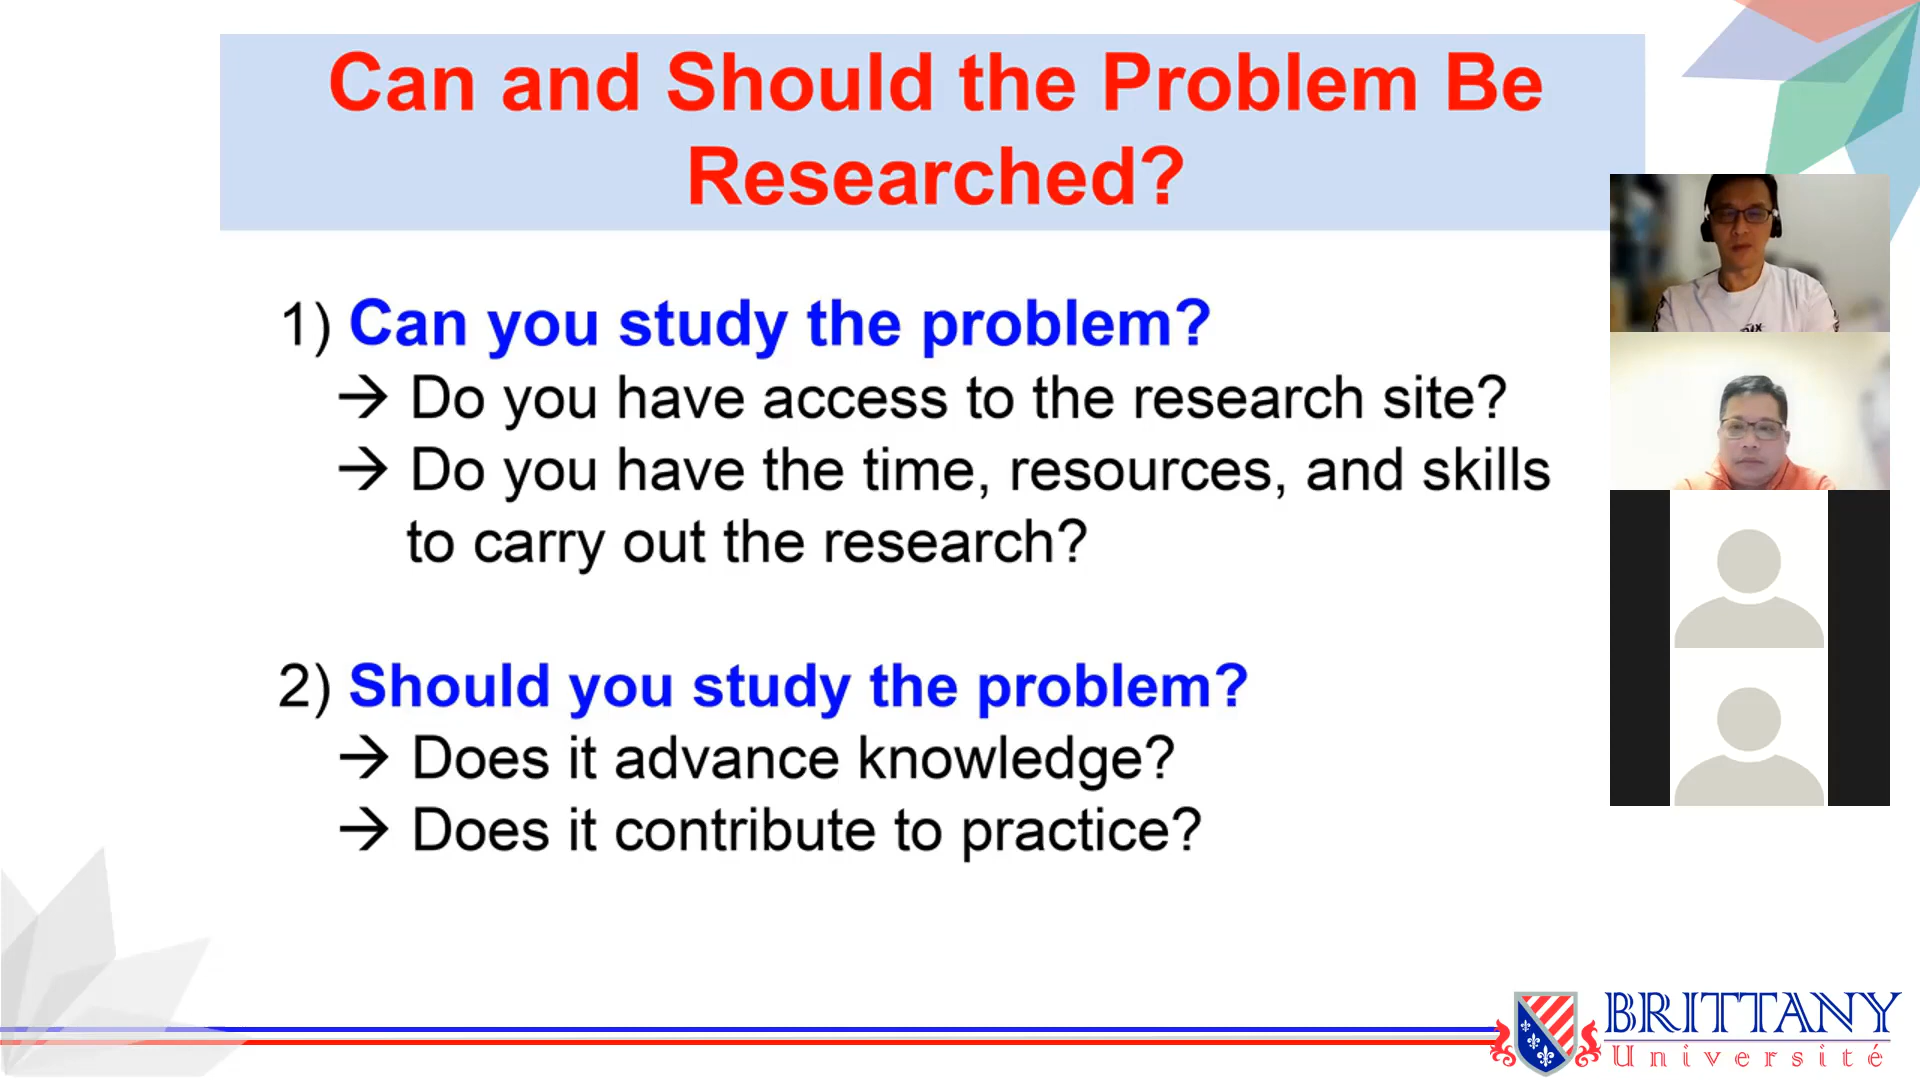 Can and Should the Problem Be
Researched?
1) Can you study the problem?
→ Do you have access to the research site?
→ Do you have the time, resources, and skills
to carry out the research?
2) Should you study the problem?
→ Does it advance knowledge?
→ Does it contribute to practice?
BRITTANY
Université